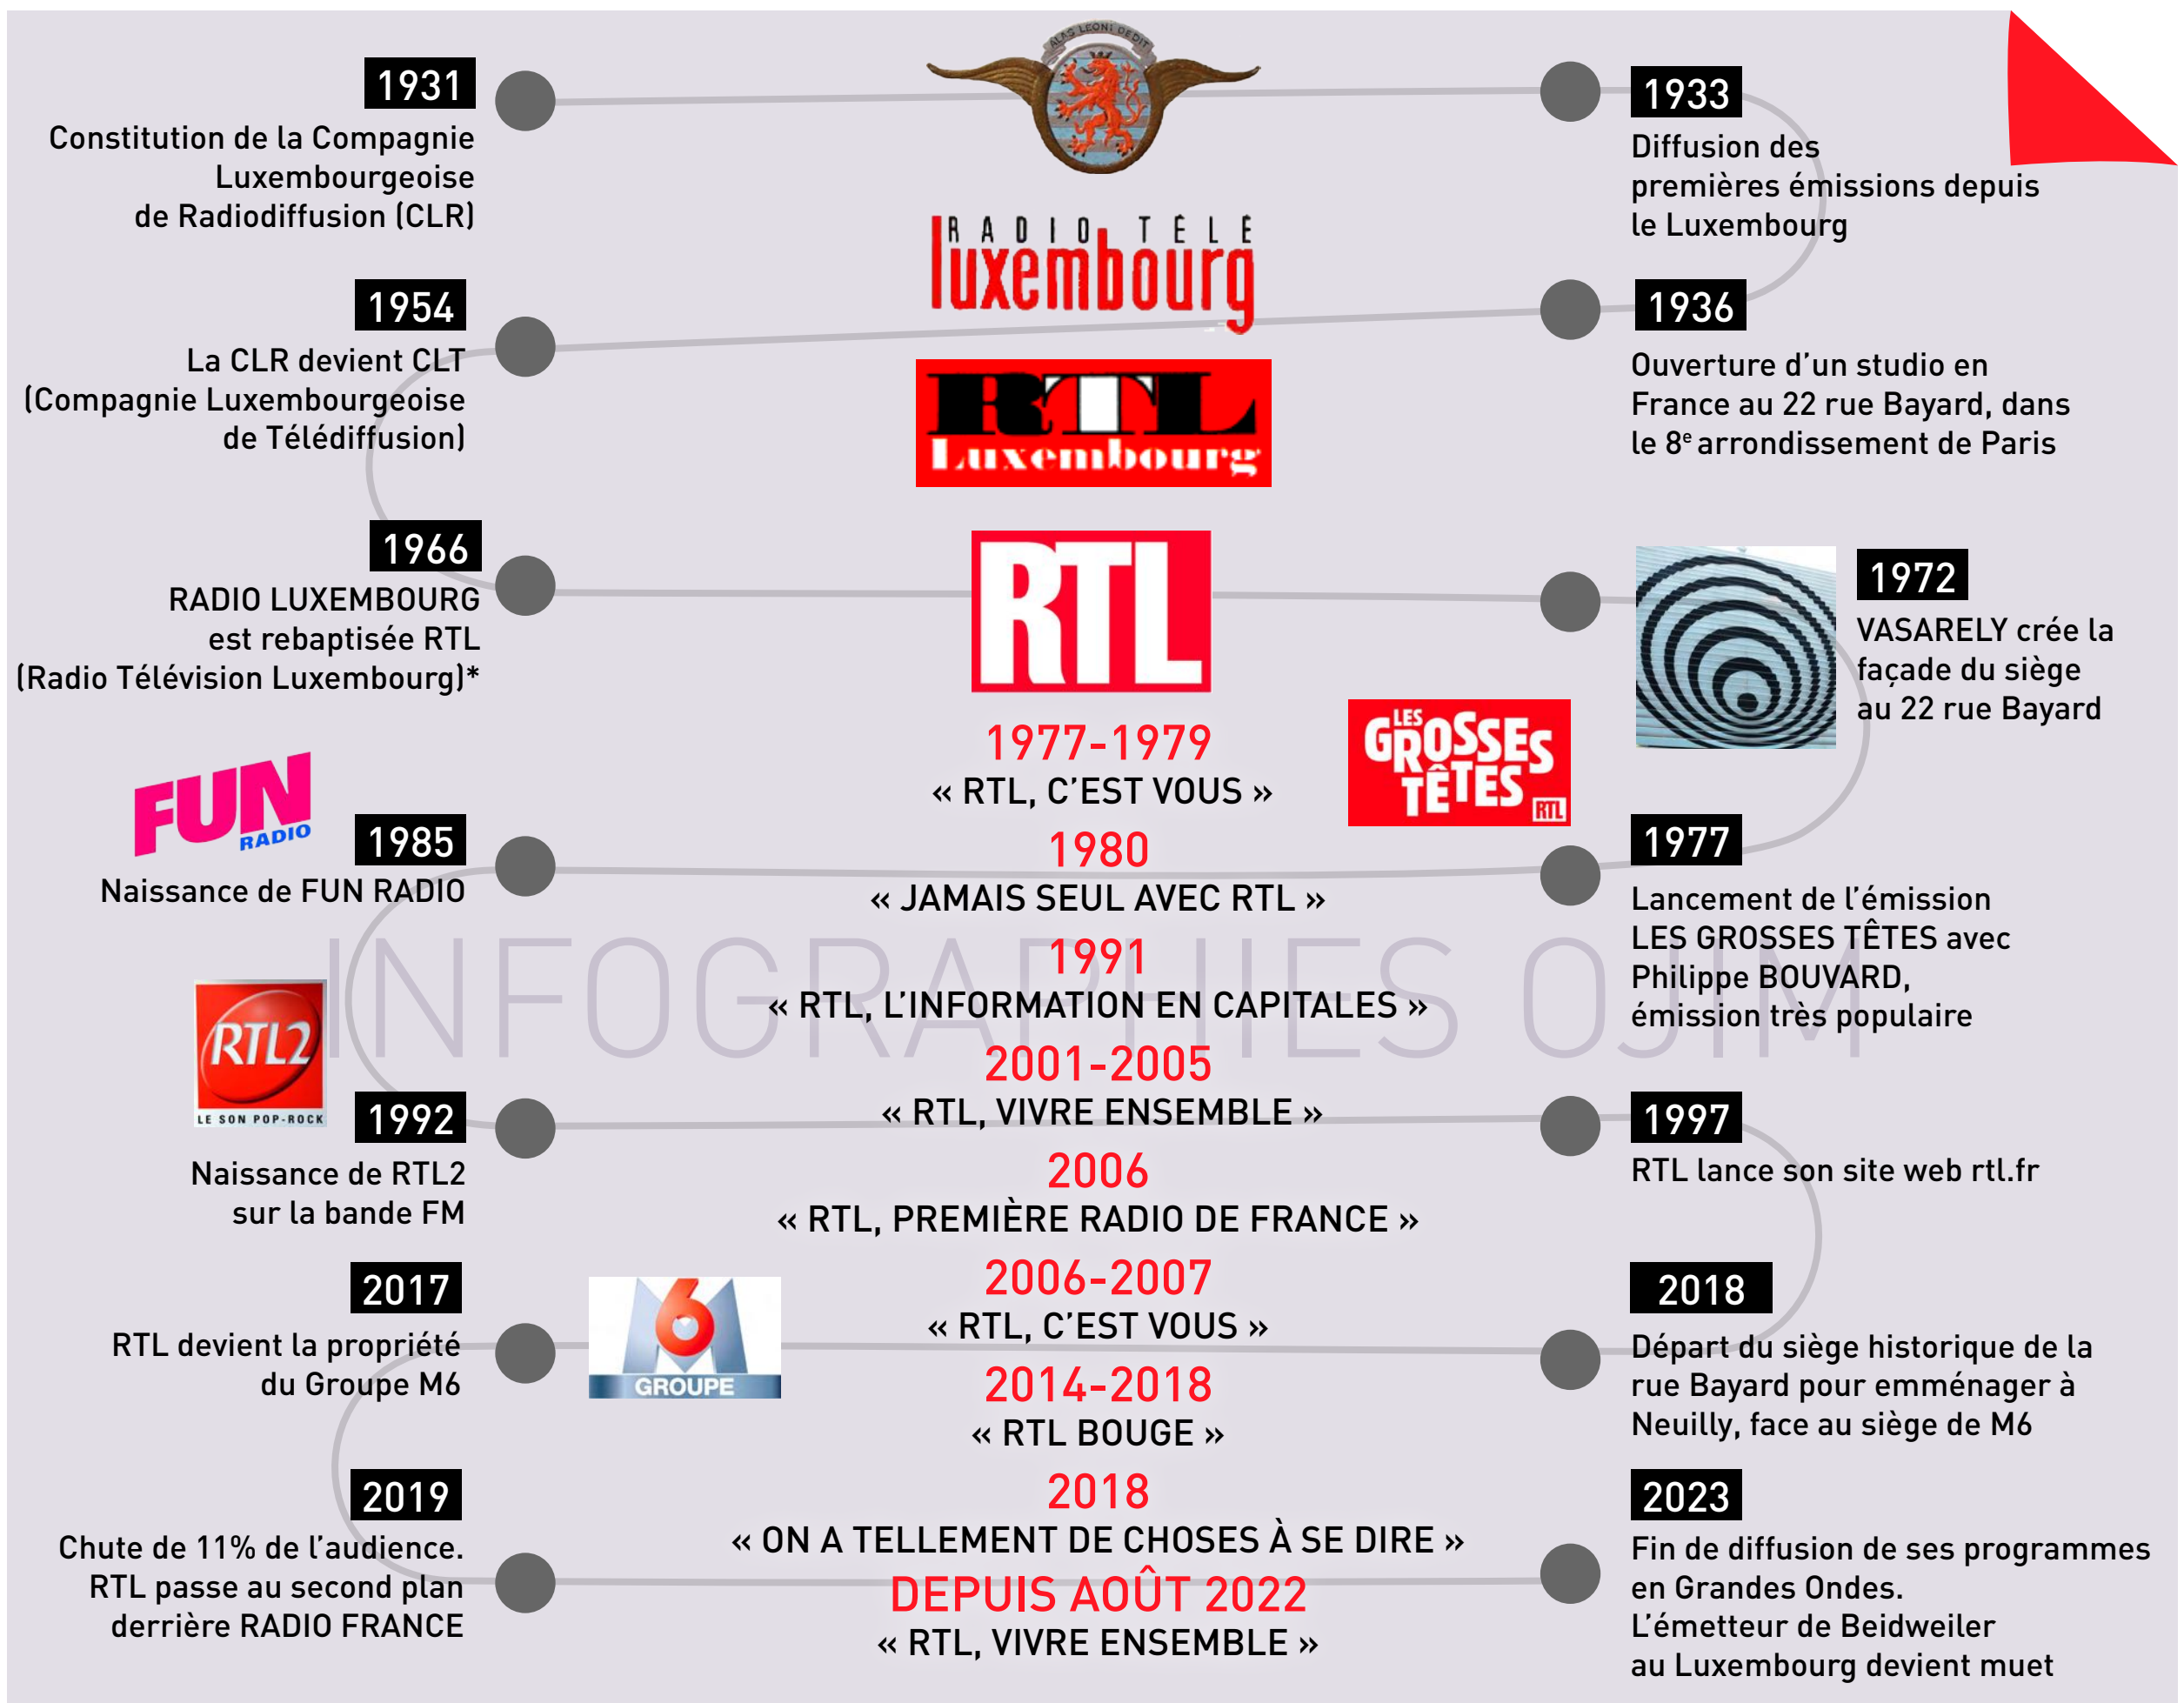 1931
Constitution de la Compagnie
Luxembourgeoise
de Radiodiffusion (CLR)
ALAS LEONI DEDIT
1933
Diffusion des
premières émissions depuis
le Luxembourg
RADIO TÉLÉ
luxembourg
1936
Ouverture d’un studio en
France au 22 rue Bayard, dans
le 8e arrondissement de Paris
1954
La CLR devient CLT
(Compagnie Luxembourgeoise
de Télédiffusion)
RTL
Luxembourg
1966
RADIO LUXEMBOURG
est rebaptisée RTL
(Radio Télévision Luxembourg)*
RTL
1972
VASARELY crée la
façade du siège
au 22 rue Bayard
LES
GROSSES
TÊTES
RTL
1977
Lancement de l’émission
LES GROSSES TÊTES avec
Philippe BOUVARD,
émission très populaire
FUN
RADIO
1985
Naissance de FUN RADIO
RTL2
LE SON POP-ROCK
1992
Naissance de RTL2
sur la bande FM
1997
RTL lance son site web rtl.fr
2017
RTL devient la propriété
du Groupe M6
M6
GROUPE
2018
Départ du siège historique de la
rue Bayard pour emménager à
Neuilly, face au siège de M6
2019
Chute de 11% de l’audience.
RTL passe au second plan
derrière RADIO FRANCE
2023
Fin de diffusion de ses programmes
en Grandes Ondes.
L’émetteur de Beidweiler
au Luxembourg devient muet
1977-1979
« RTL, C’EST VOUS »
1980
« JAMAIS SEUL AVEC RTL »
1991
« RTL, L’INFORMATION EN CAPITALES »
2001-2005
« RTL, VIVRE ENSEMBLE »
2006
« RTL, PREMIÈRE RADIO DE FRANCE »
2006-2007
« RTL, C’EST VOUS »
2014-2018
« RTL BOUGE »
2018
« ON A TELLEMENT DE CHOSES À SE DIRE »
DEPUIS AOÛT 2022
« RTL, VIVRE ENSEMBLE »
INFOGRAPHIES OJIM